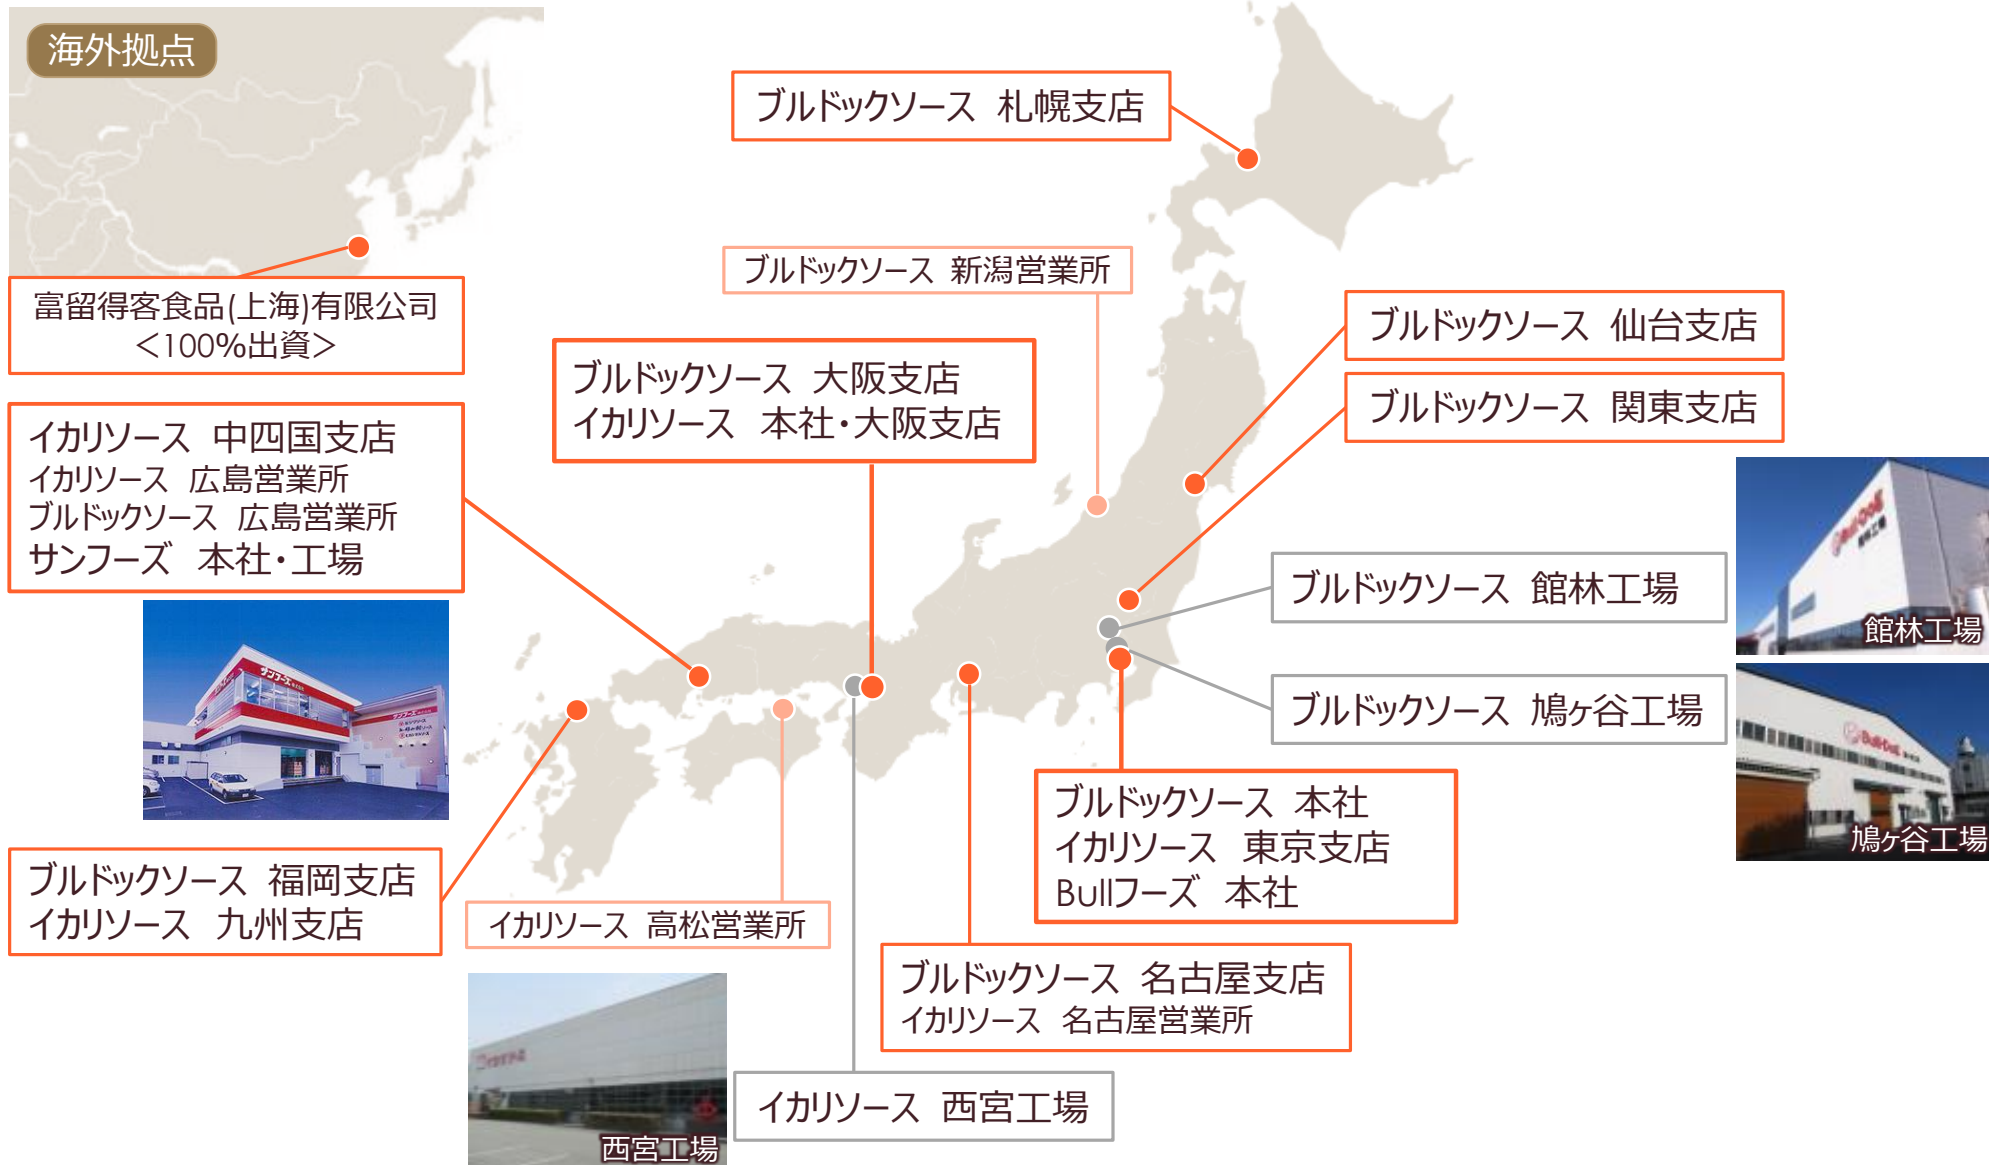 海外拠点
ブルドックソース 札幌支店
ブルドックソース 新潟営業所
富留得客食品(上海)有限公司
＜100％出資＞
ブルドックソース 仙台支店
ブルドックソース 大阪支店
イカリソース 本社・大阪支店
ブルドックソース 関東支店
イカリソース 中四国支店
イカリソース 広島営業所
ブルドックソース 広島営業所
サンフーズ 本社・工場
Bull-Dog
館林工場
ブルドックソース 館林工場
館林工場
サンフーズ
ブルドックソース 鳩ヶ谷工場
Bull-Dog
鳩ヶ谷工場
ブルドックソース 本社
イカリソース 東京支店
Bullフーズ 本社
ブルドックソース 福岡支店
イカリソース 九州支店
イカリソース 高松営業所
ブルドックソース 名古屋支店
イカリソース 名古屋営業所
イカリソース 西宮工場
西宮工場